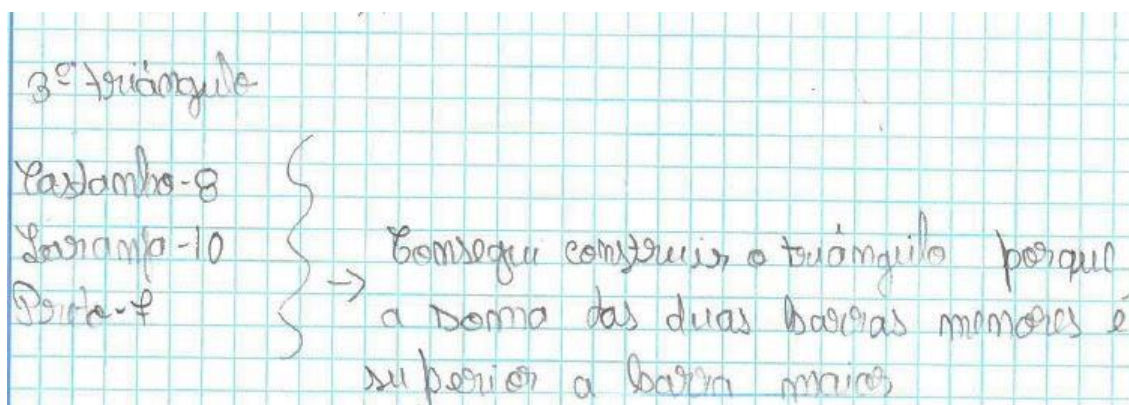 3º triângulo
Castanho-8
Laranja-10
Preto-7
→ Consegui construir o triângulo porque
a soma das duas barras menores é
superior a barra maior